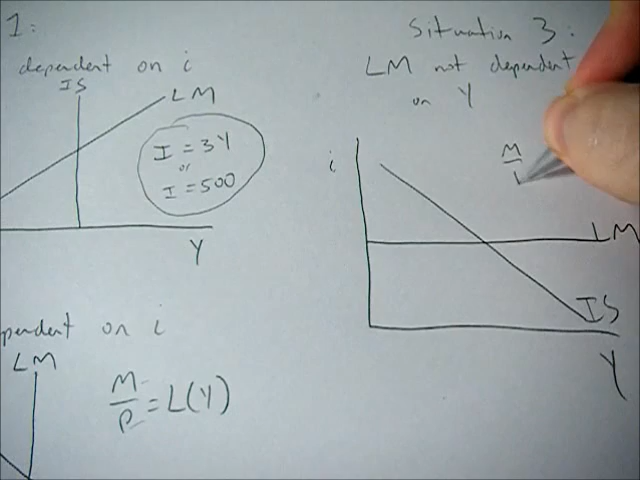 1:
dependent on i
IS
LM
I = 3Y
or
I = 500
Y
Situation 3:
LM not dependent
on Y
i
M
LM
IS
Y
pendent on i
LM
M/P = L(Y)